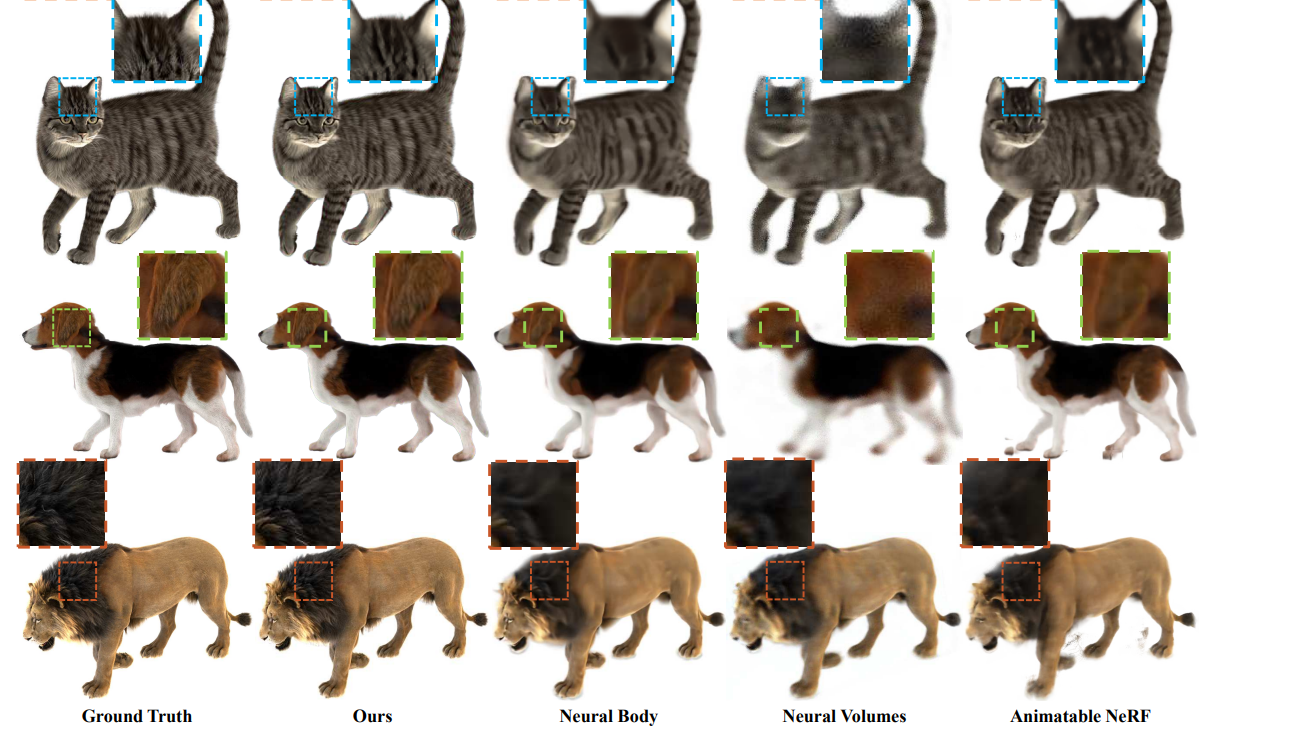 Ground Truth
Ours
Neural Body
Neural Volumes
Animatable NeRF